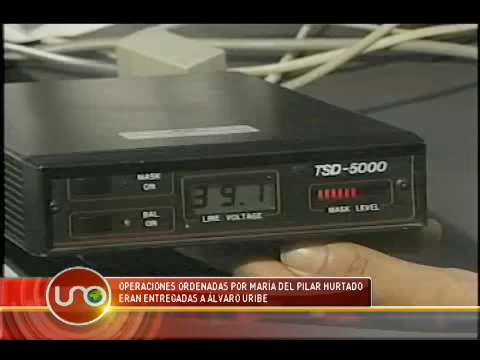 MASK
ON
BAL.
ON
39.1
LINE VOLTAGE
TSD-5000
MASK LEVEL
UNO
OPERACIONES ORDENADAS POR MARÍA DEL PILAR HURTADO
ERAN ENTREGADAS A ÁLVARO URIBE